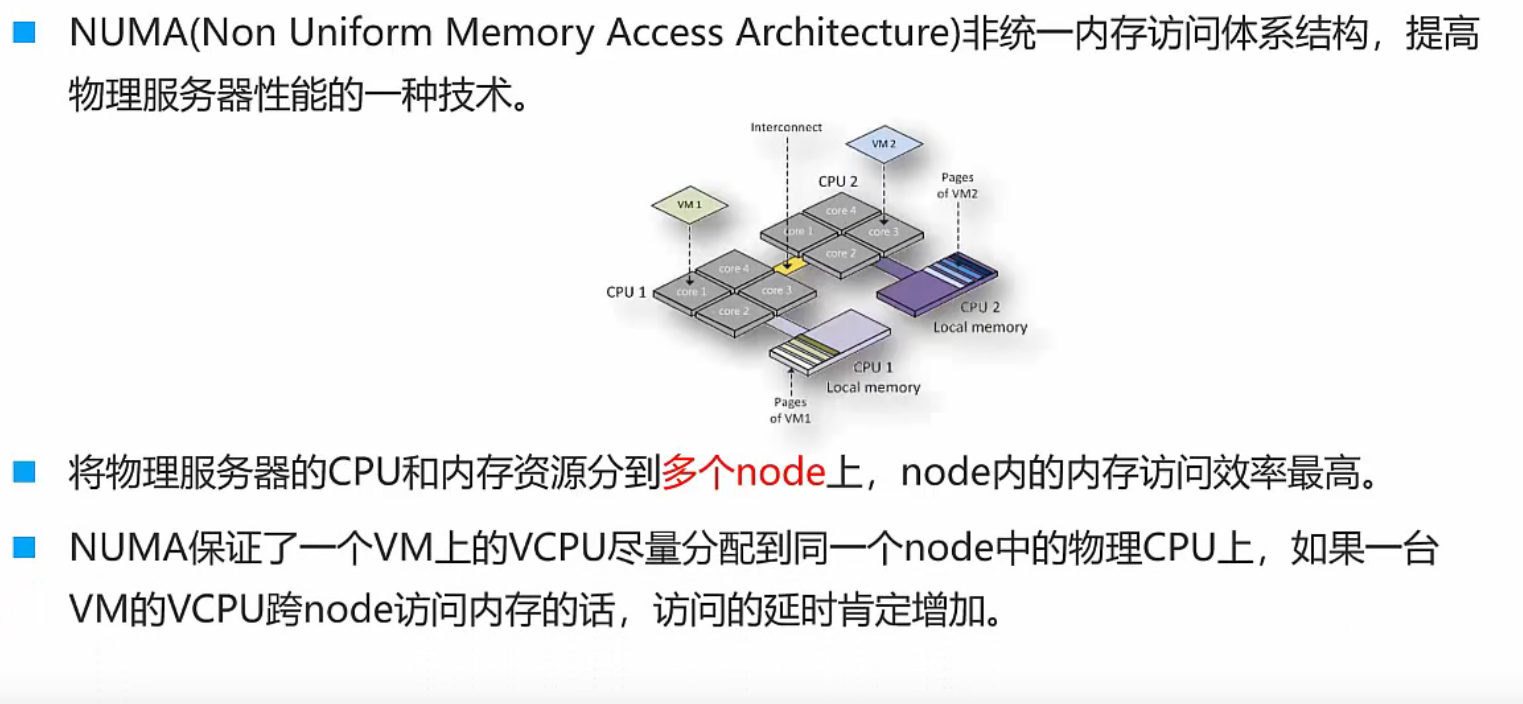 NUMA(Non Uniform Memory Access Architecture)非统一内存访问体系结构，提高
物理服务器性能的一种技术。
Interconnect
VM 2
CPU 2
Pages
of VM2
VM 1
core 4
core 1
core 3
core 2
core 4
CPU 1
core 1
core 3
core 2
CPU 2
Local memory
CPU 1
Local memory
Pages
of VM1
将物理服务器的CPU和内存资源分到多个node上，node内的内存访问效率最高。
NUMA保证了一个VM上的VCPU尽量分配到同一个node中的物理CPU上，如果一台
VM的VCPU跨node访问内存的话，访问的延时肯定增加。